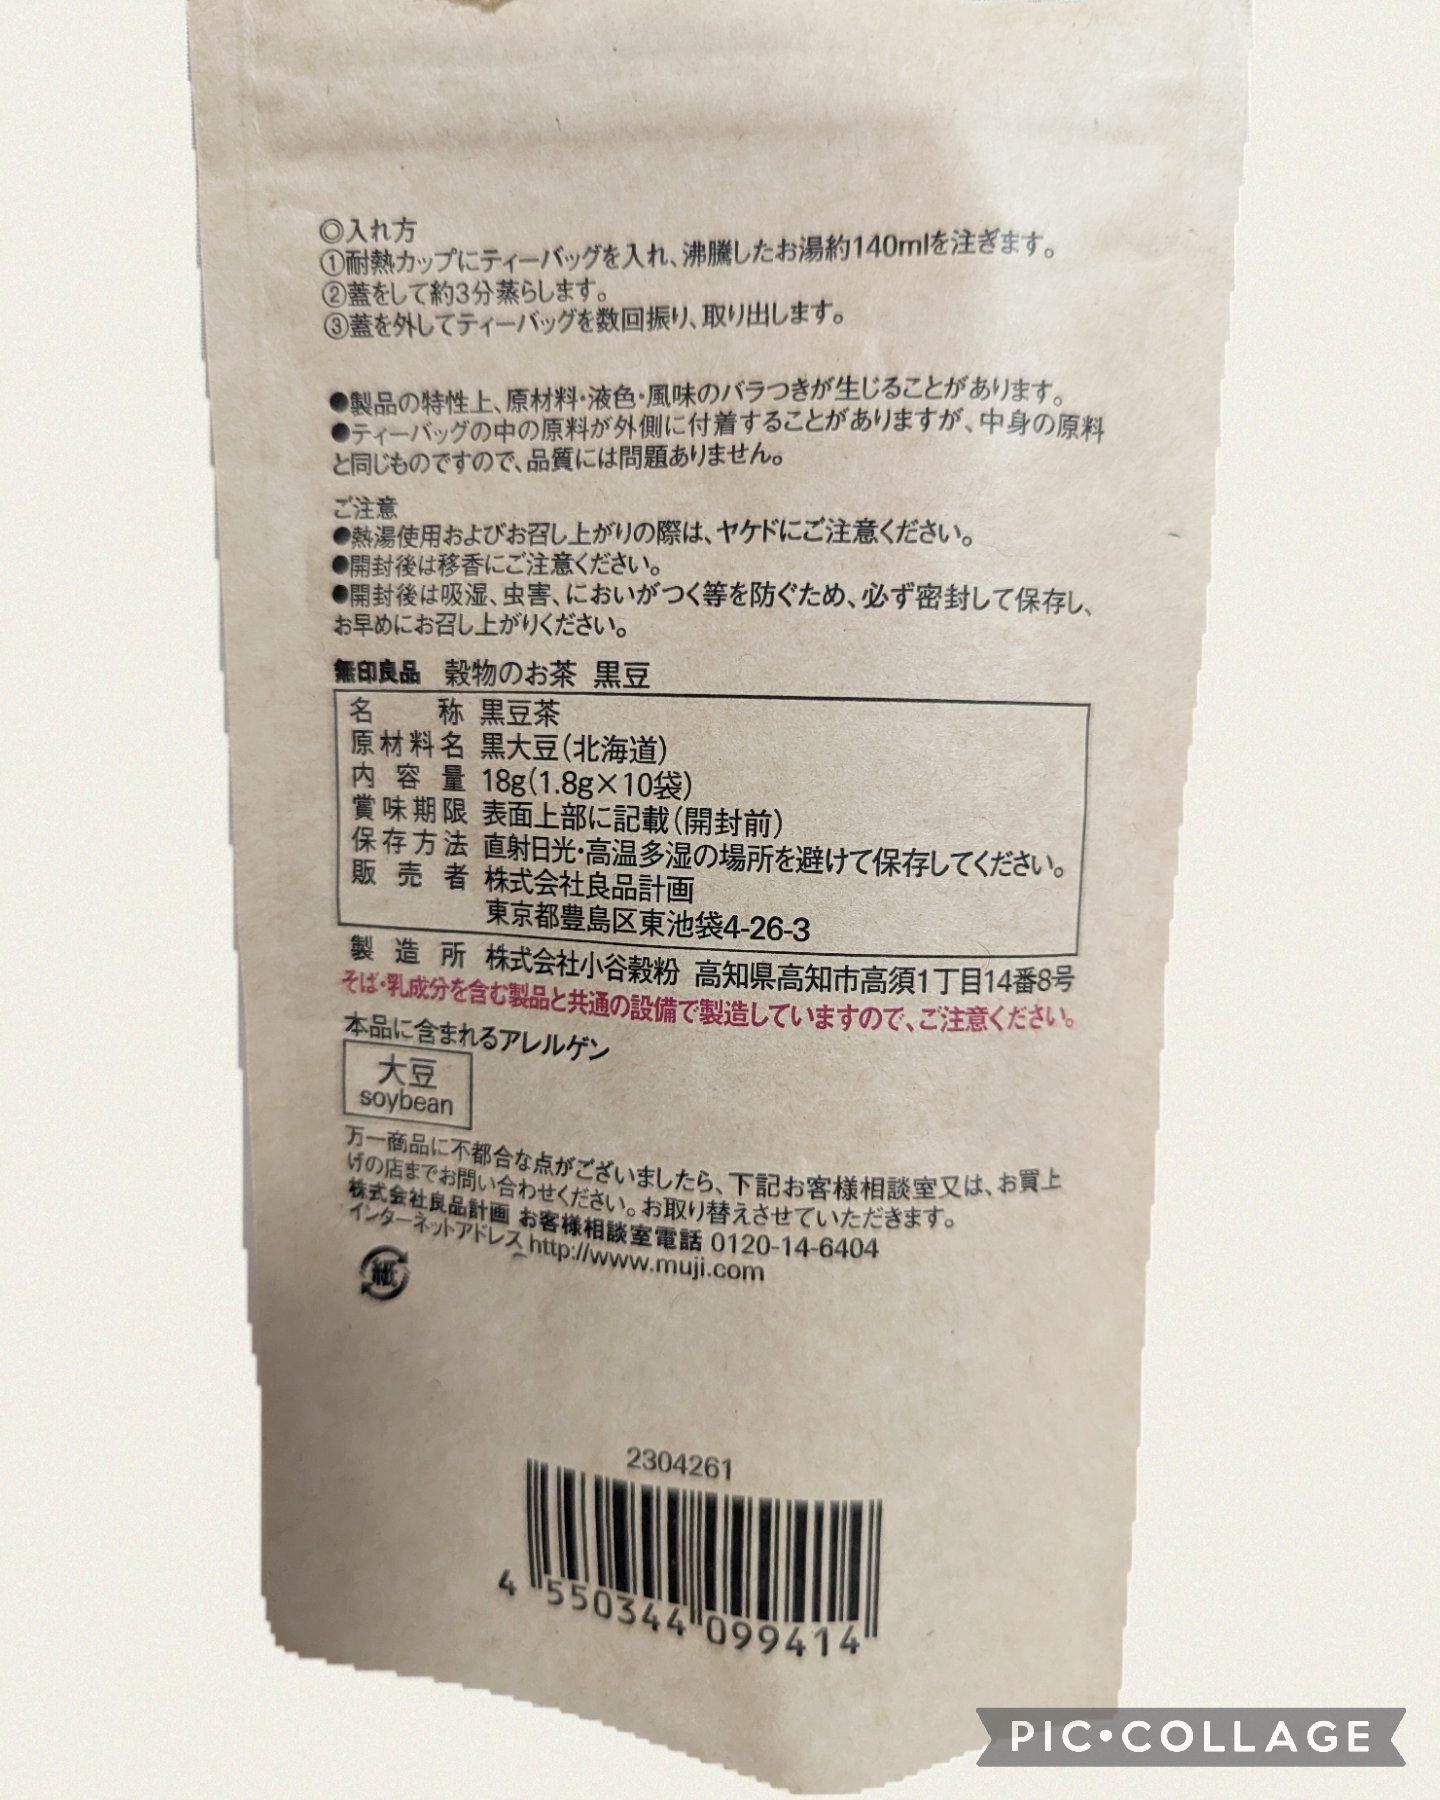 ◎入れ方
①耐熱カップにティーバッグを入れ、沸騰したお湯約140mlを注ぎます。
②蓋をして約3分蒸らします。
③蓋を外してティーバッグを数回振り、取り出します。
●製品の特性上、原材料・液色・風味のバラつきが生じることがあります。
●ティーバッグの中の原料が外側に付着することがありますが、中身の原料
と同じものですので、品質には問題ありません。
ご注意
●熱湯使用およびお召し上がりの際は、ヤケドにご注意ください。
●開封後は移香にご注意ください。
●開封後は吸湿、虫害、においがつく等を防ぐため、必ず密封して保存し、
お早めにお召し上がりください。
無印良品 穀物のお茶 黒豆
名称 黒豆茶
原材料名 黒大豆(北海道)
内容量 18g(1.8g×10袋)
賞味期限 表面上部に記載(開封前)
保存方法 直射日光・高温多湿の場所を避けて保存してください。
販売者 株式会社良品計画
東京都豊島区東池袋4-26-3
製造所 株式会社小谷穀粉 高知県高知市高須1丁目14番8号
そば・乳成分を含む製品と共通の設備で製造していますので、ご注意ください。
本品に含まれるアレルゲン
大豆
soybean
万一商品に不都合な点がございましたら、下記お客様相談室又は、お買上
げの店までお問い合わせください。お取り替えさせていただきます。
株式会社良品計画 お客様相談室電話 0120-14-6404
インターネットアドレス http://www.muji.com
紙
2304261
4 550344 099414
PIC•COLLAGE